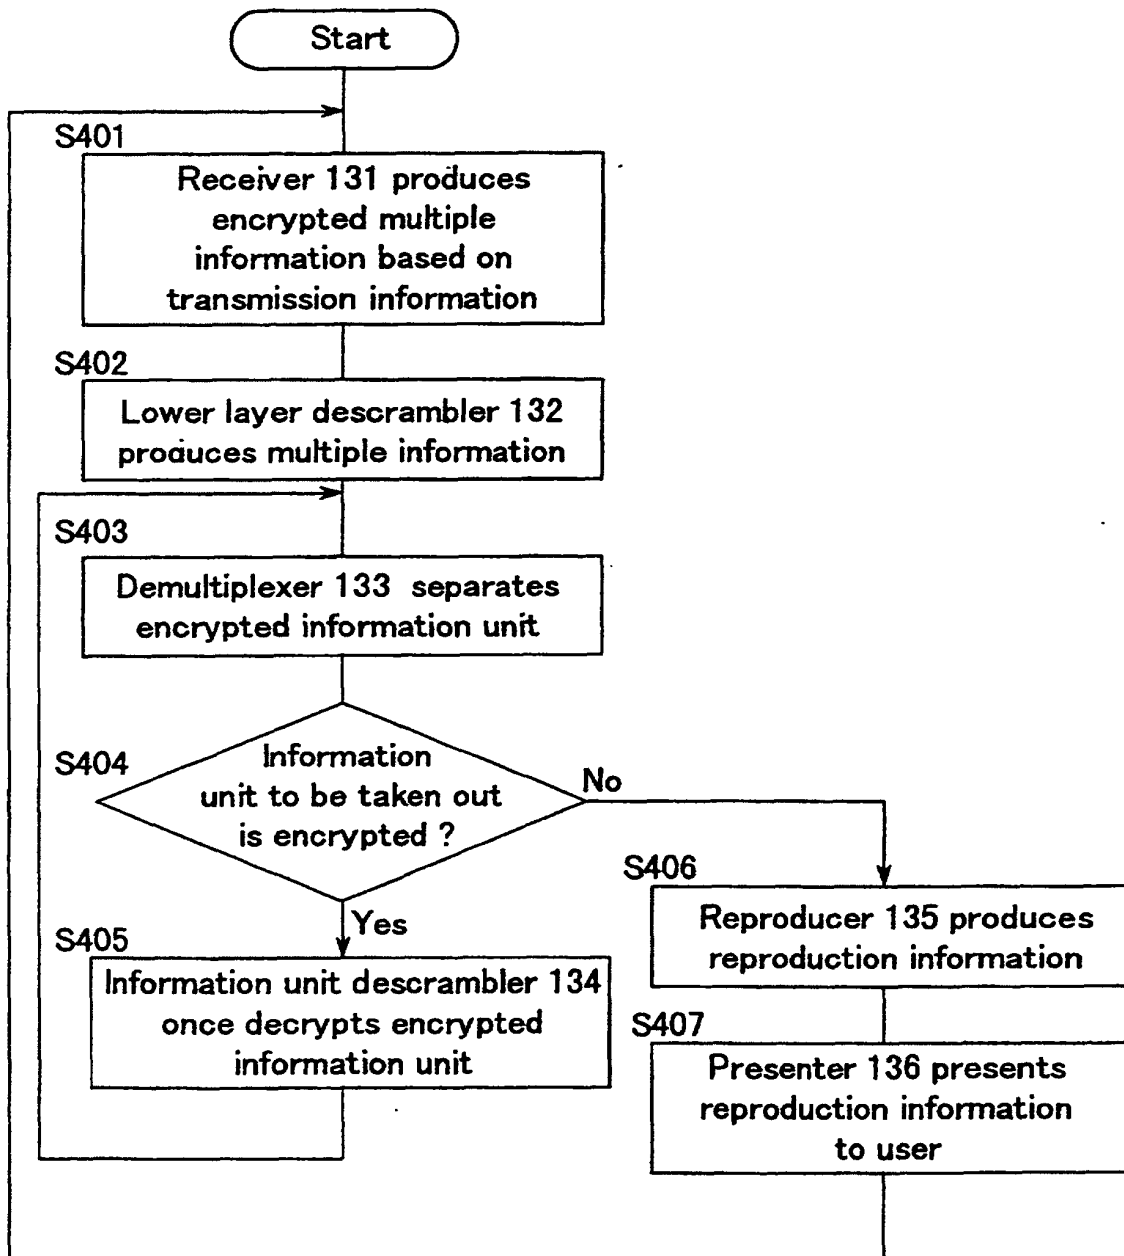 Start
S401
Receiver 131 produces
encrypted multiple
information based on
transmission information
S402
Lower layer descrambler 132
produces multiple information
S403
Demultiplexer 133 separates
encrypted information unit
S404
Information
unit to be taken out
is encrypted ?
No
Yes
S405
Information unit descrambler 134
once decrypts encrypted
information unit
S406
Reproducer 135 produces
reproduction information
S407
Presenter 136 presents
reproduction information
to user